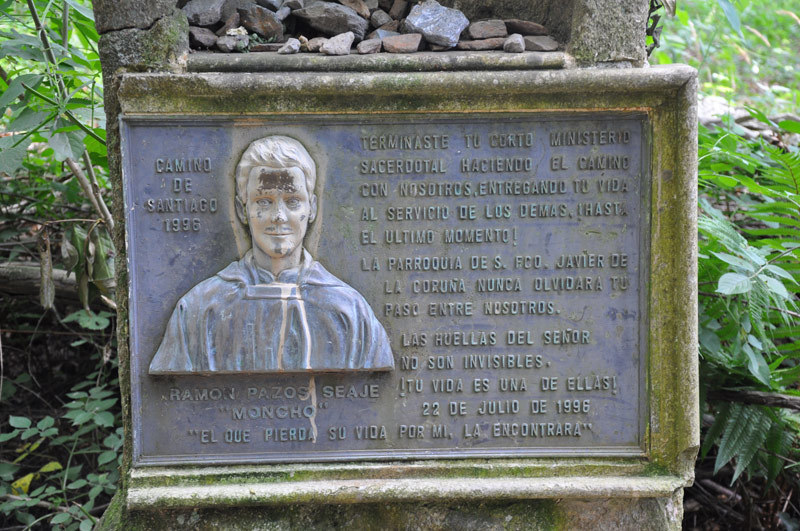 CAMINO
DE
SANTIAGO
1996
TERMINASTE TU CORTO MINISTERIO
SACERDOTAL HACIENDO EL CAMINO
CON NOSOTROS, ENTREGANDO TU VIDA
AL SERVICIO DE LOS DEMAS, ¡HASTA
EL ULTIMO MOMENTO!
LA PARROQUIA DE S. FCO. JAVIER DE
LA CORUÑA NUNCA OLVIDARA TU
PASO ENTRE NOSOTROS.
LAS HUELLAS DEL SEÑOR
NO SON INVISIBLES.
¡TU VIDA ES UNA DE ELLAS!
22 DE JULIO DE 1996
RAMON PAZOS SEAJE
"MONCHO"
"EL QUE PIERDA SU VIDA POR MI, LA ENCONTRARA"